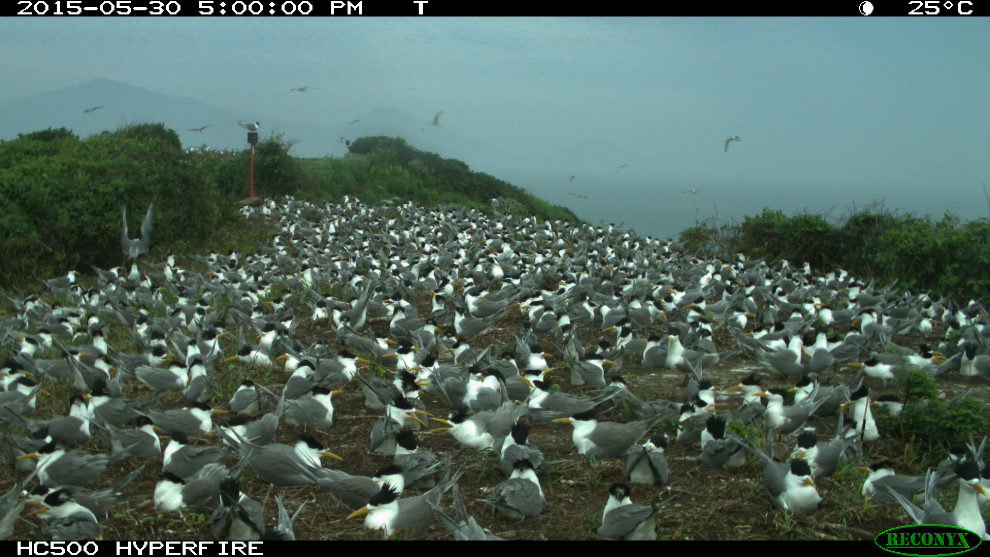 2015-05-30 5:00:00 PM T 25°C
HC500 HYPERFIRE RECONYX